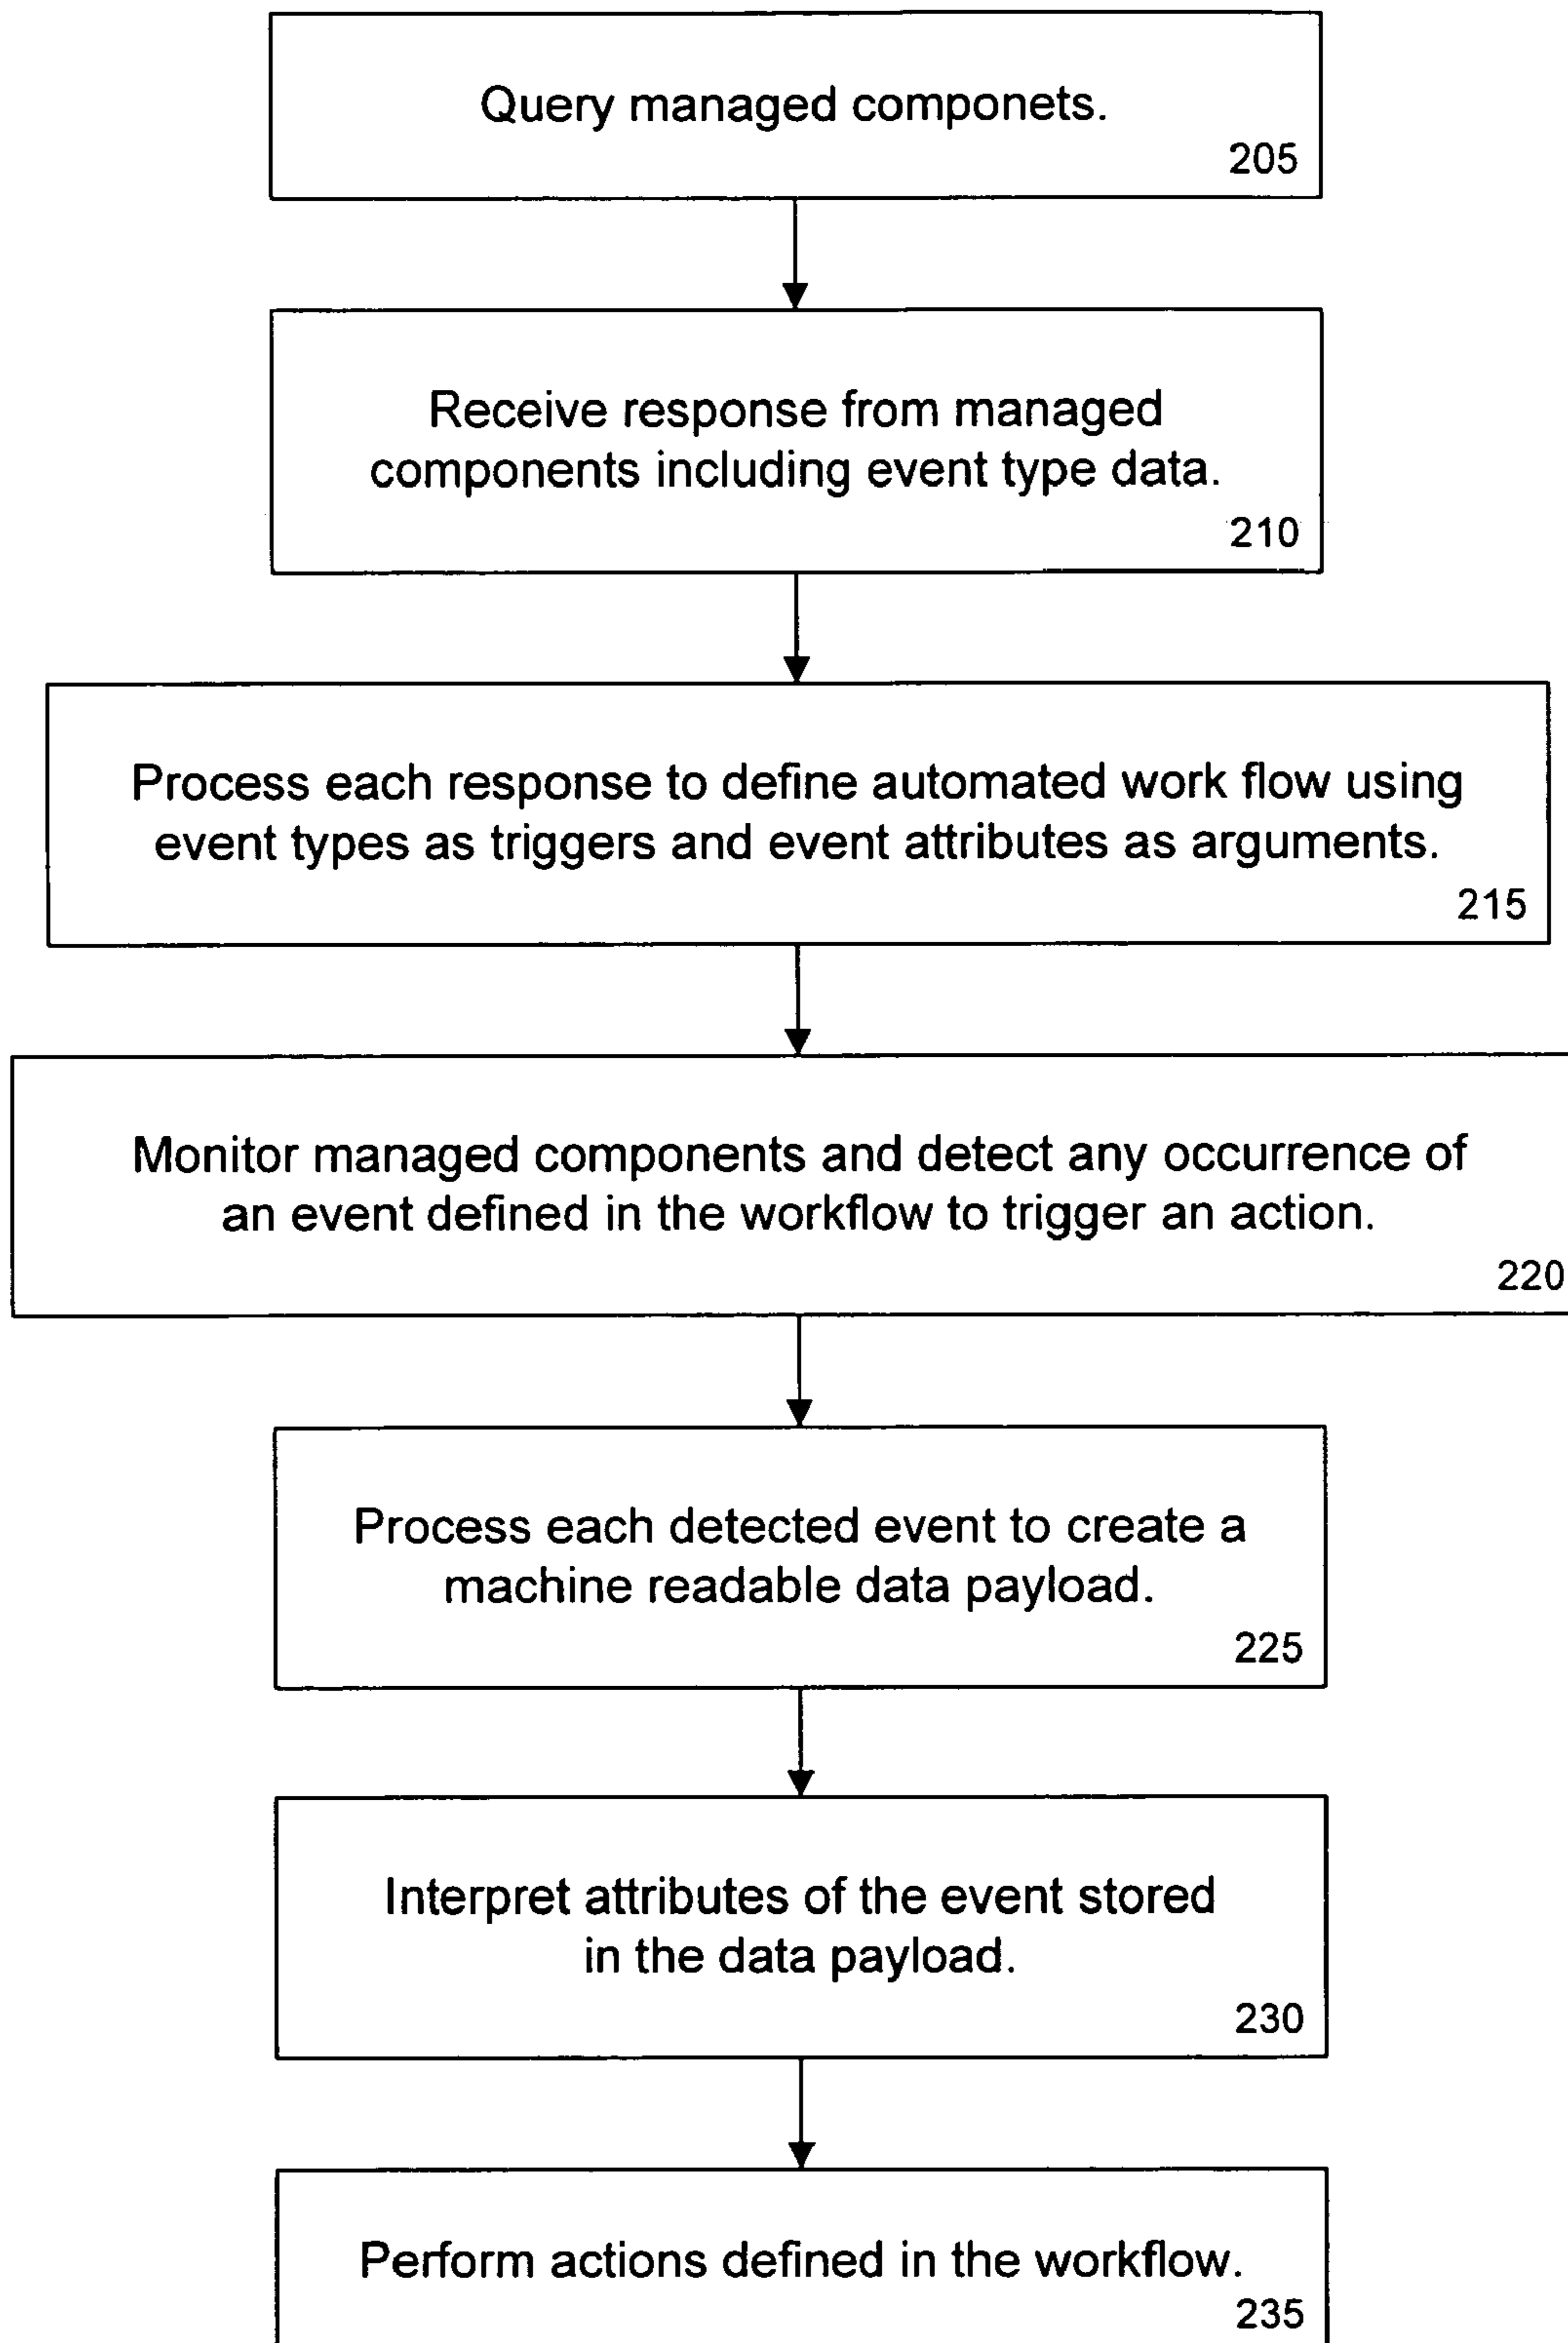 Query managed componets.
205
Receive response from managed
components including event type data.
210
Process each response to define automated work flow using
event types as triggers and event attributes as arguments.
215
Monitor managed components and detect any occurrence of
an event defined in the workflow to trigger an action.
220
Process each detected event to create a
machine readable data payload.
225
Interpret attributes of the event stored
in the data payload.
230
Perform actions defined in the workflow.
235